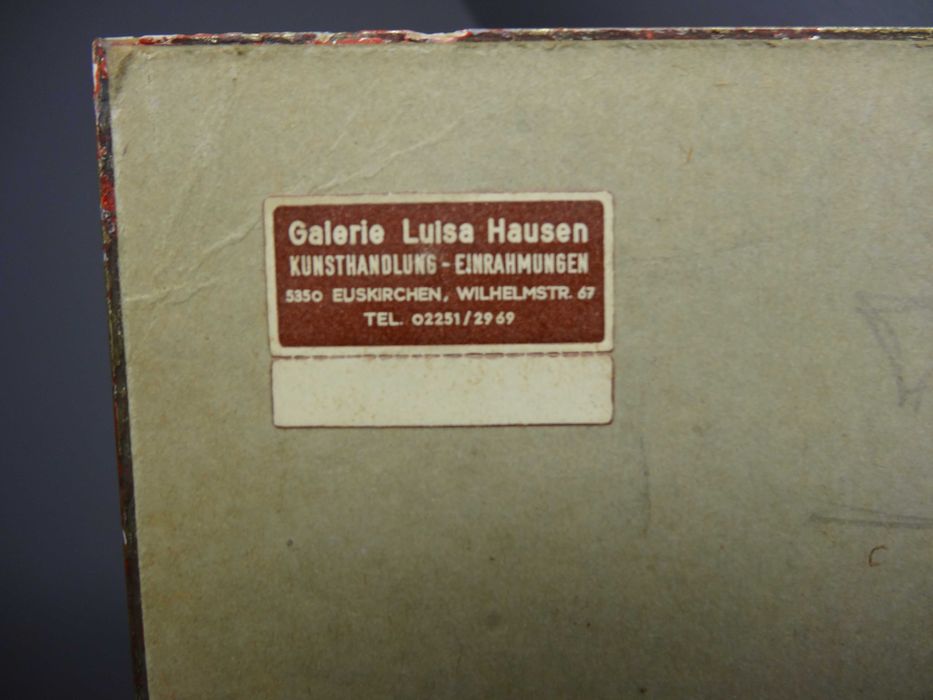 Galerie Luisa Hausen
KUNSTHANDLUNG - EINRAHMUNGEN
5350 EUSKIRCHEN, WILHELMSTR. 67
TEL. 02251/2969